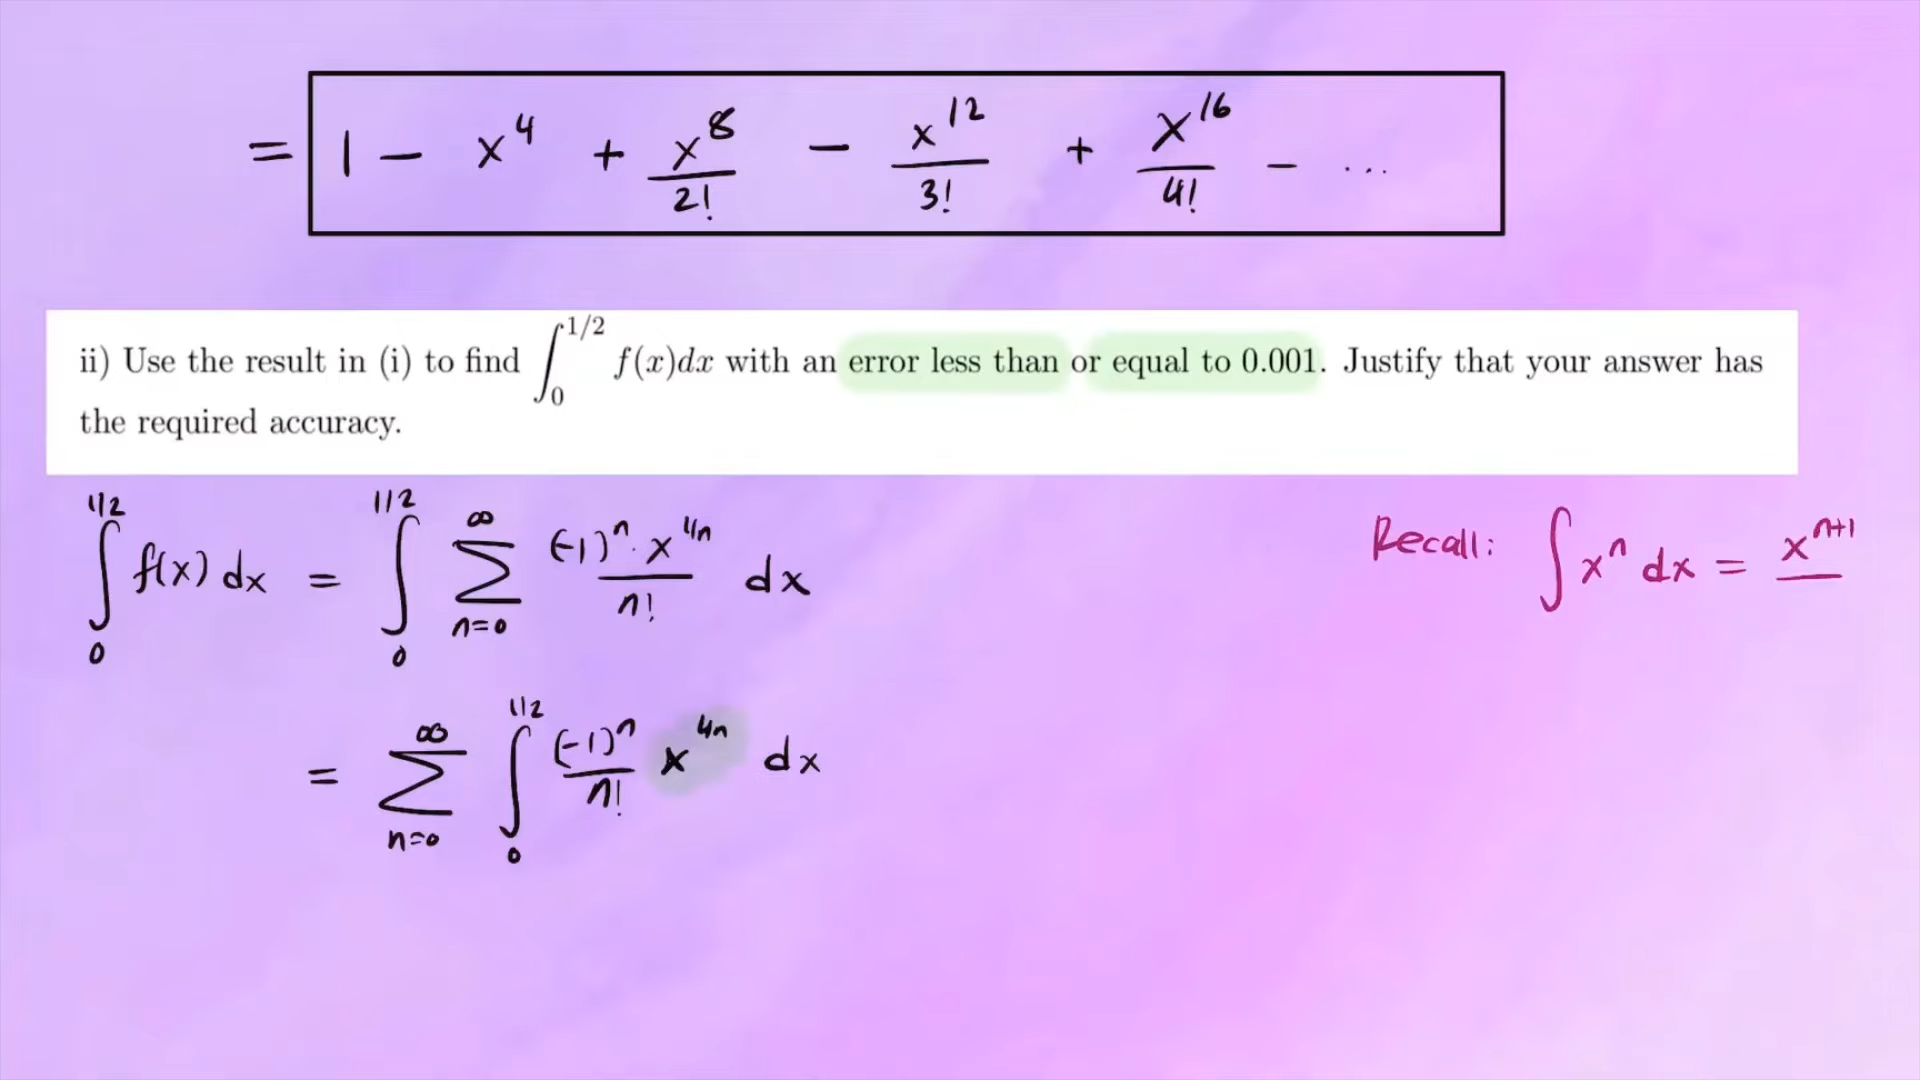 = 1 - x^4 + x^8/2! - x^12/3! + x^16/4! - ...
ii) Use the result in (i) to find ∫_0^{1/2} f(x)dx with an error less than or equal to 0.001. Justify that your answer has
the required accuracy.
∫_0^{1/2} f(x) dx = ∫_0^{1/2} ∑_{n=0}^{∞} (-1)^n · x^{4n} / n! dx
Recall: ∫ x^n dx = x^{n+1}
= ∑_{n=0}^{∞} ∫_0^{1/2} (-1)^n / n! x^{4n} dx